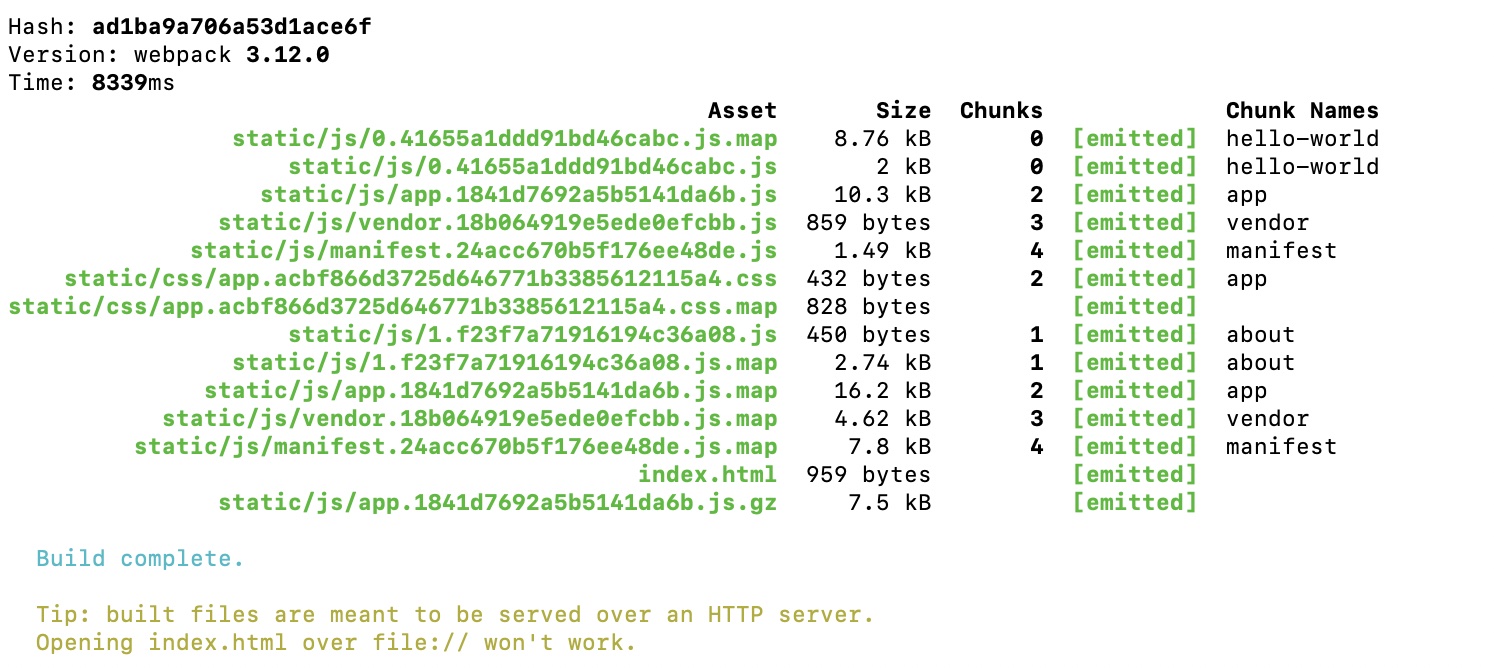 Hash: ad1ba9a706a53d1ace6f
Version: webpack 3.12.0
Time: 8339ms
Asset Size Chunks Chunk Names
static/js/0.41655a1ddd91bd46cabc.js.map 8.76 kB 0 [emitted] hello-world
static/js/0.41655a1ddd91bd46cabc.js 2 kB 0 [emitted] hello-world
static/js/app.1841d7692a5b5141da6b.js 10.3 kB 2 [emitted] app
static/js/vendor.18b064919e5ede0efcbb.js 859 bytes 3 [emitted] vendor
static/js/manifest.24acc670b5f176ee48de.js 1.49 kB 4 [emitted] manifest
static/css/app.acbf866d3725d646771b3385612115a4.css 432 bytes 2 [emitted] app
static/css/app.acbf866d3725d646771b3385612115a4.css.map 828 bytes [emitted]
static/js/1.f23f7a71916194c36a08.js 450 bytes 1 [emitted] about
static/js/1.f23f7a71916194c36a08.js.map 2.74 kB 1 [emitted] about
static/js/app.1841d7692a5b5141da6b.js.map 16.2 kB 2 [emitted] app
static/js/vendor.18b064919e5ede0efcbb.js.map 4.62 kB 3 [emitted] vendor
static/js/manifest.24acc670b5f176ee48de.js.map 7.8 kB 4 [emitted] manifest
index.html 959 bytes [emitted]
static/js/app.1841d7692a5b5141da6b.js.gz 7.5 kB [emitted]
Build complete.
Tip: built files are meant to be served over an HTTP server.
Opening index.html over file:// won't work.